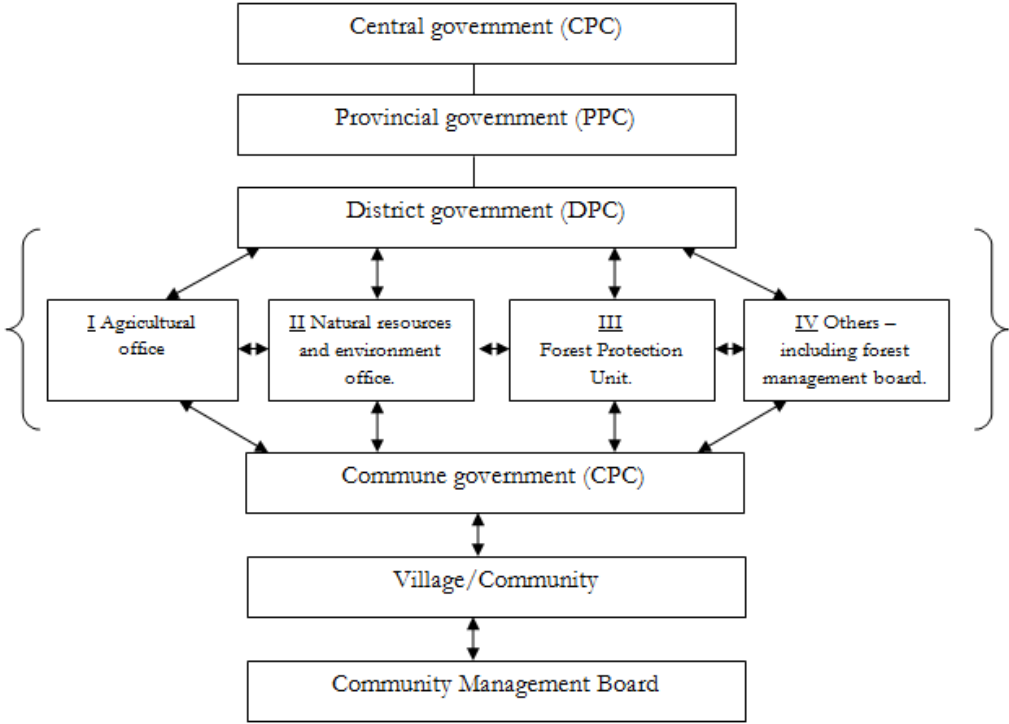 Central government (CPC)
Provincial government (PPC)
District government (DPC)
I Agricultural
office
II Natural resources
and environment
office.
III
Forest Protection
Unit.
IV Others –
including forest
management board.
Commune government (CPC)
Village/Community
Community Management Board